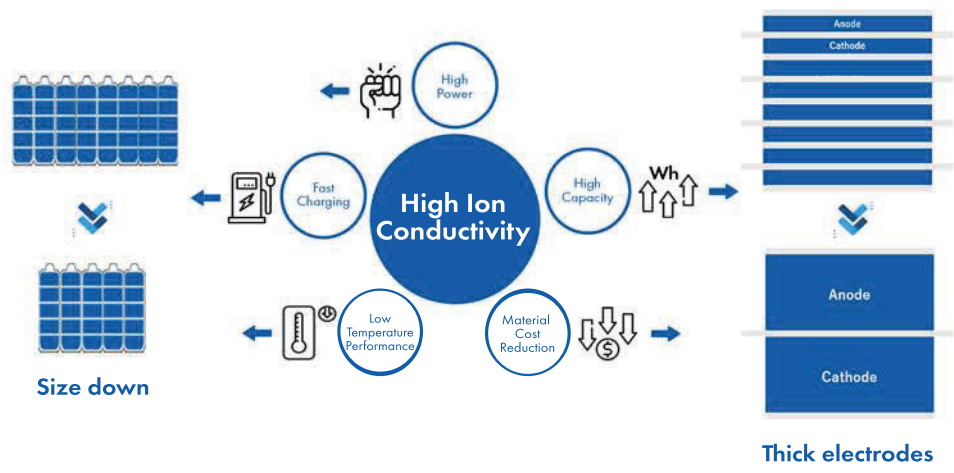 High
Power
Fast
Charging
High Ion
Conductivity
High
Capacity
Wh
Low
Temperature
Performance
Material
Cost
Reduction
$
Size down
Anode
Cathode
Anode
Cathode
Thick electrodes